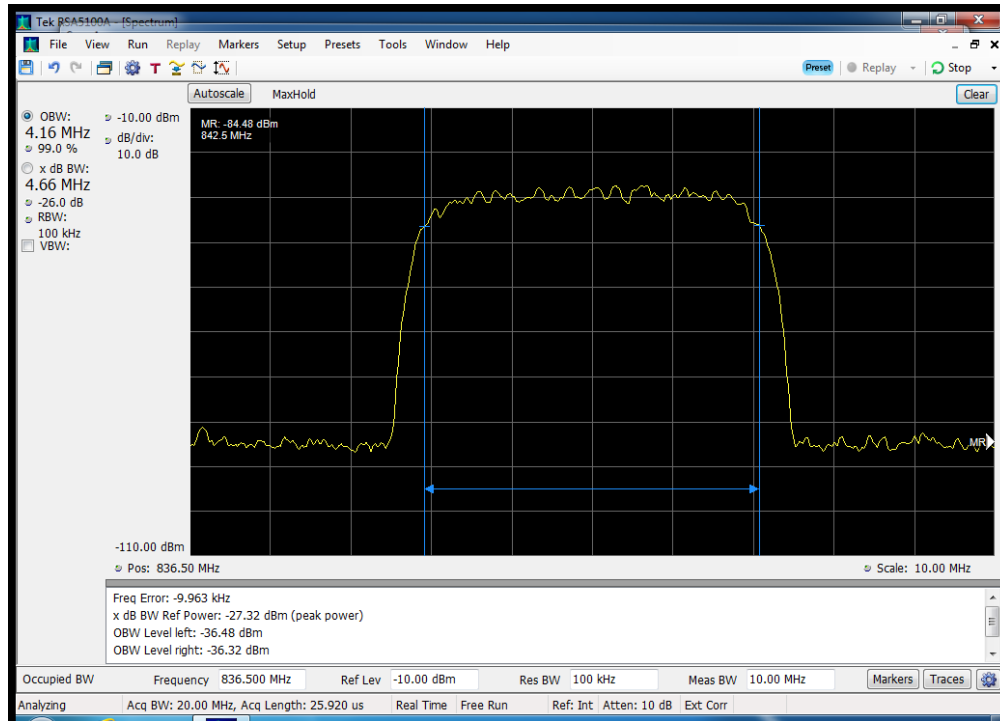 Tek RSA5100A - [Spectrum]
File View Run Replay Markers Setup Presets Tools Window Help
T Preset Replay Stop
Autoscale MaxHold Clear
OBW:
4.16 MHz
99.0 %
x dB BW:
4.66 MHz
-26.0 dB
RBW:
100 kHz
VBW:
-10.00 dBm
dB/div:
10.0 dB
MR: -84.48 dBm
842.5 MHz
MR
-110.00 dBm
Pos: 836.50 MHz Scale: 10.00 MHz
Freq Error: -9.963 kHz
x dB BW Ref Power: -27.32 dBm (peak power)
OBW Level left: -36.48 dBm
OBW Level right: -36.32 dBm
Occupied BW Frequency 836.500 MHz Ref Lev -10.00 dBm Res BW 100 kHz Meas BW 10.00 MHz Markers Traces
Analyzing Acq BW: 20.00 MHz, Acq Length: 25.920 us Real Time Free Run Ref: Int Atten: 10 dB Ext Corr